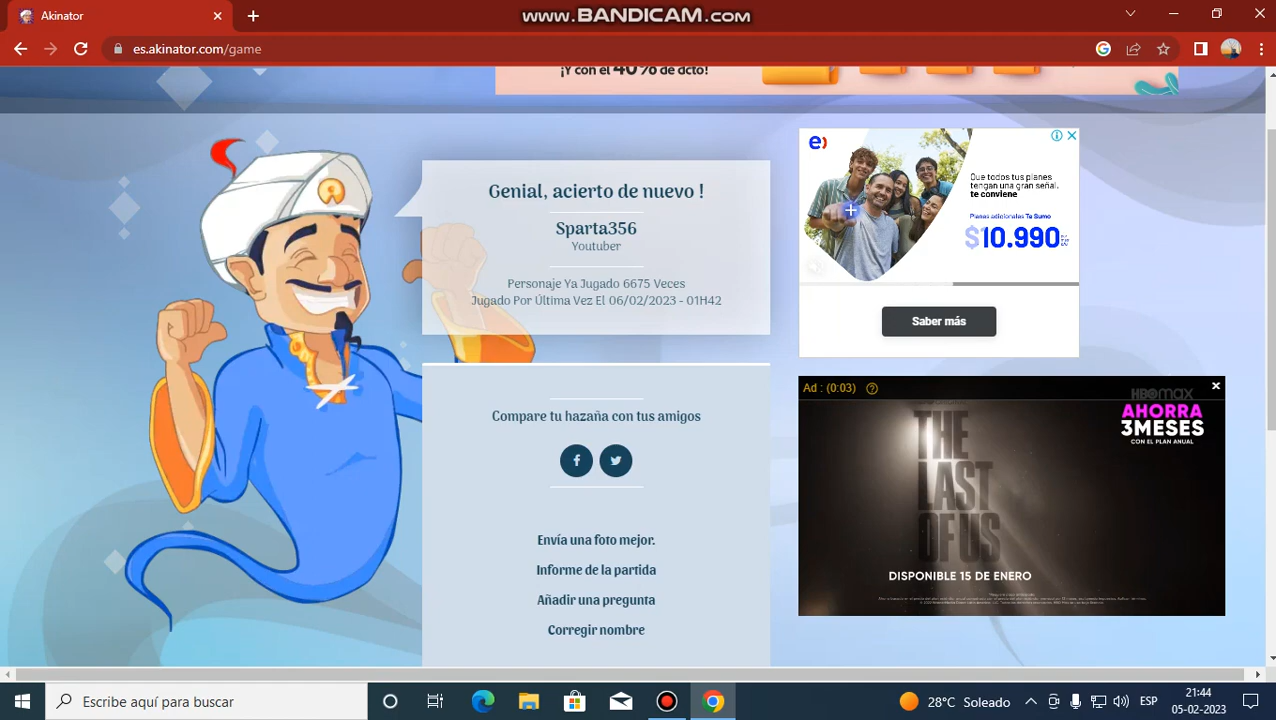 Akinator
www.BANDICAM.com
es.akinator.com/game
¡Y con el 40% de dcto!
Genial, acierto de nuevo !
Sparta356
Youtuber
Personaje Ya Jugado 6675 Veces
Jugado Por Última Vez El 06/02/2023 - 01H42
Compare tu hazaña con tus amigos
Envía una foto mejor.
Informe de la partida
Añadir una pregunta
Corregir nombre
Que todos tus planes
tengan una gran señal,
te conviene
Planes adicionales Te Sumo
$10.990
Saber más
Ad : (0:03)
HBOMAX
AHORRA
3MESES
CON EL PLAN ANUAL
THE
LAST
OF US
DISPONIBLE 15 DE ENERO
Escribe aquí para buscar
28°C Soleado
ESP
21:44
05-02-2023